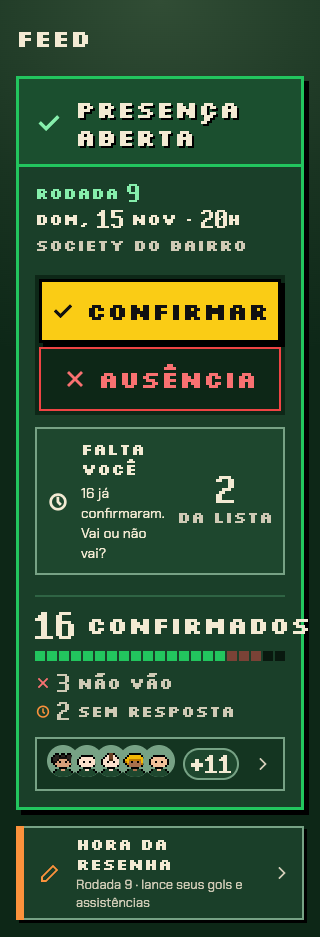 FEED
PRESENÇA
ABERTA
RODADA 9
DOM, 15 NOV · 20H
SOCIETY DO BAIRRO
CONFIRMAR
AUSÊNCIA
FALTA
VOCÊ
16 já
confirmaram.
Vai ou não
vai?
2
DA LISTA
16 CONFIRMADOS
3 NÃO VÃO
2 SEM RESPOSTA
+11
HORA DA
RESENHA
Rodada 9 · lance seus gols e
assistências